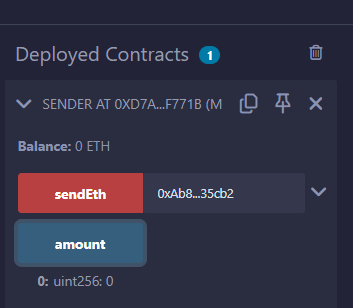 Deployed Contracts 1
SENDER AT 0XD7A...F771B (M
Balance: 0 ETH
sendEth 0xAb8...35cb2
amount
0: uint256: 0